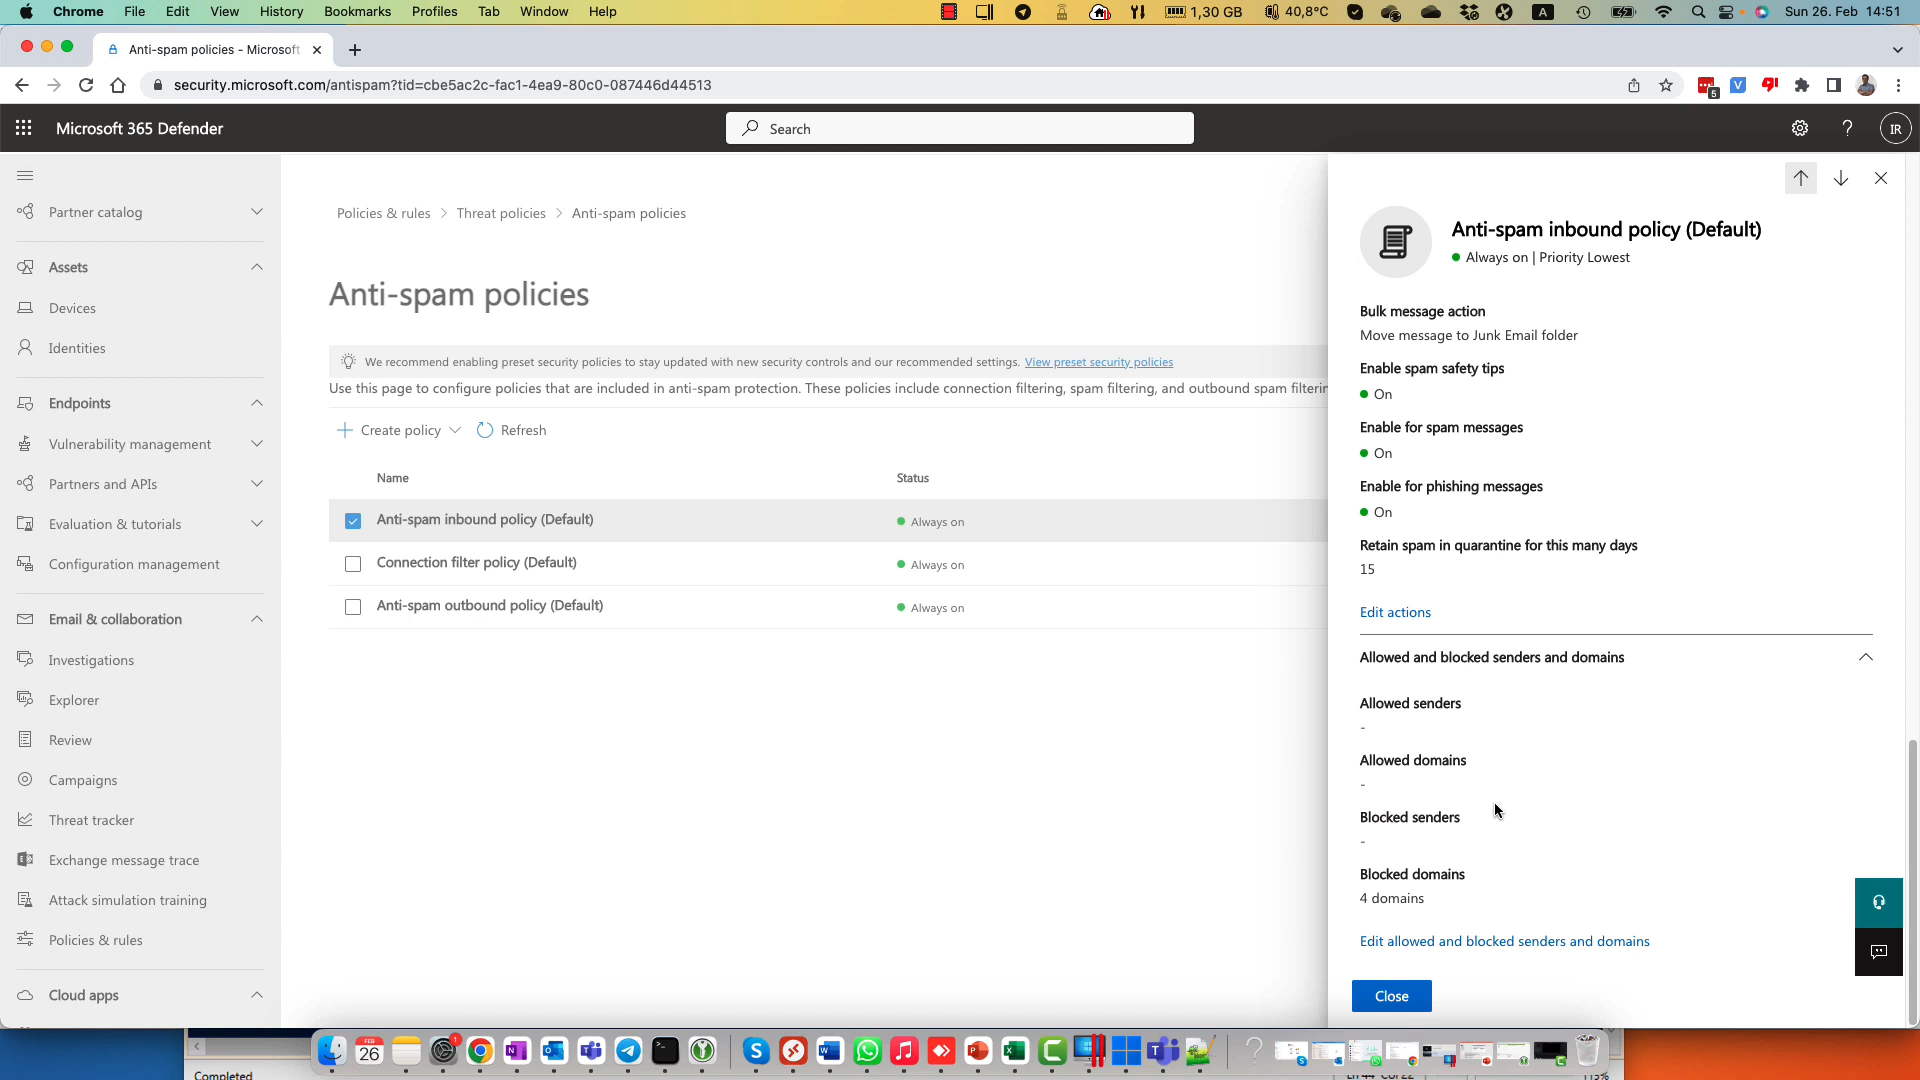 Chrome File Edit View History Bookmarks Profiles Tab Window Help
1,30 GB 40,8°C A Sun 26. Feb 14:51
Anti-spam policies - Microsoft
security.microsoft.com/antispam?tid=cbe5ac2c-fac1-4ea9-80c0-087446d44513
5
Microsoft 365 Defender
Search
IR
Partner catalog
Assets
Devices
Identities
Endpoints
Vulnerability management
Partners and APIs
Evaluation & tutorials
Configuration management
Email & collaboration
Investigations
Explorer
Review
Campaigns
Threat tracker
Exchange message trace
Attack simulation training
Policies & rules
Cloud apps
Policies & rules > Threat policies > Anti-spam policies
Anti-spam policies
We recommend enabling preset security policies to stay updated with new security controls and our recommended settings. View preset security policies
Use this page to configure policies that are included in anti-spam protection. These policies include connection filtering, spam filtering, and outbound spam filterin
Create policy Refresh
Name Status
Anti-spam inbound policy (Default) Always on
Connection filter policy (Default) Always on
Anti-spam outbound policy (Default) Always on
Anti-spam inbound policy (Default)
Always on | Priority Lowest
Bulk message action
Move message to Junk Email folder
Enable spam safety tips
On
Enable for spam messages
On
Enable for phishing messages
On
Retain spam in quarantine for this many days
15
Edit actions
Allowed and blocked senders and domains
Allowed senders
-
Allowed domains
-
Blocked senders
-
Blocked domains
4 domains
Edit allowed and blocked senders and domains
Close
FEB
26
1
Completed